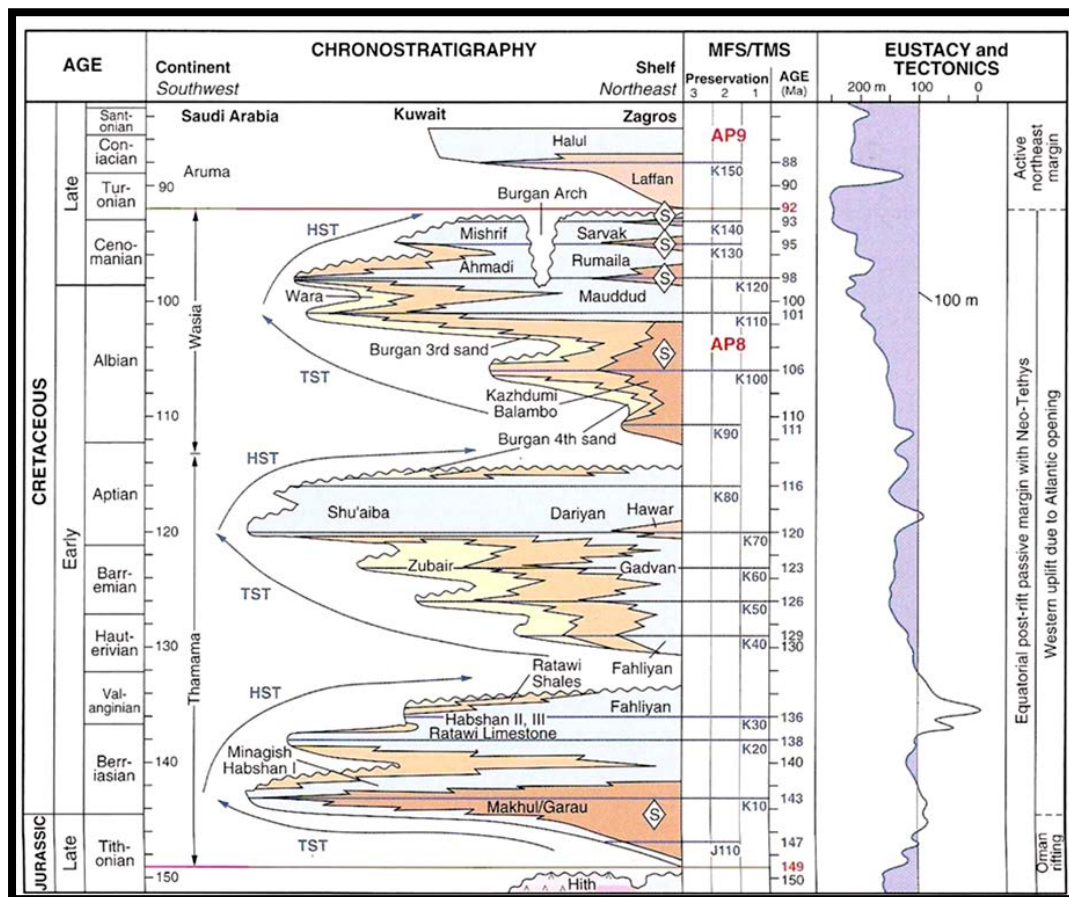 AGE
CHRONOSTRATIGRAPHY
Continent
Southwest
Shelf
Northeast
MFS/TMS
Preservation
3 2 1
AGE
(Ma)
EUSTACY and
TECTONICS
200 m 100 0
CRETACEOUS
JURASSIC
Late
Early
Late
Sant-
onian
Con-
iacian
Tur-
onian
Ceno-
manian
Albian
Aptian
Barr-
emian
Haut-
erivian
Val-
anginian
Berr-
iasian
Tith-
onian
90
100
110
120
130
140
150
Saudi Arabia
Kuwait
Zagros
Aruma
Wasia
Thamama
Halul
Laffan
Burgan Arch
HST
Mishrif
Sarvak
S
S
Ahmadi
Rumaila
S
Wara
Mauddud
Burgan 3rd sand
S
TST
Kazhdumi
Balambo
Burgan 4th sand
HST
Shu'aiba
Dariyan
Hawar
Zubair
Gadvan
TST
Fahliyan
Ratawi
Shales
HST
Fahliyan
Habshan II, III
Ratawi Limestone
Minagish
Habshan I
Makhul/Garau
S
TST
Hith
AP9
K150
K140
K130
K120
K110
AP8
K100
K90
K80
K70
K60
K50
K40
K30
K20
K10
J110
88
90
92
93
95
98
100
101
106
110
111
116
120
123
126
129
130
136
138
140
143
147
149
150
100 m
Active
northeast
margin
Equatorial post-rift passive margin with Neo-Tethys
Western uplift due to Atlantic opening
Oman
rifting